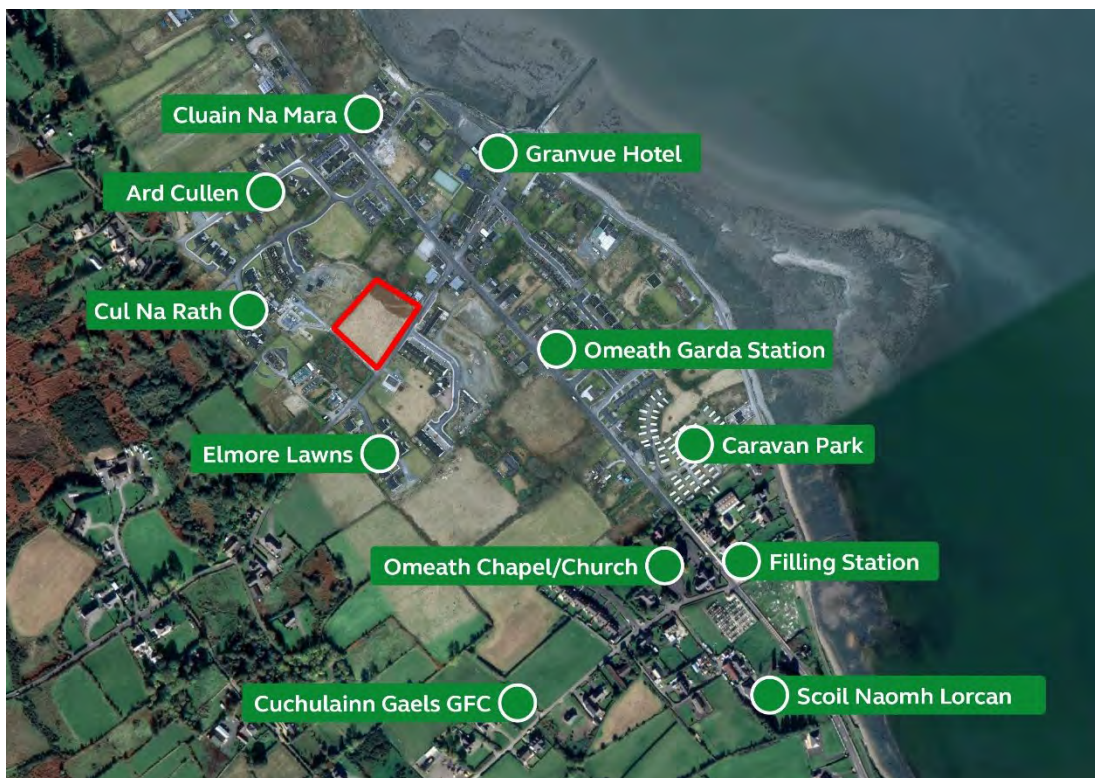 Cluain Na Mara
Granvue Hotel
Ard Cullen
Cul Na Rath
Omeath Garda Station
Elmore Lawns
Caravan Park
Omeath Chapel/Church
Filling Station
Cuchulainn Gaels GFC
Scoil Naomh Lorcan